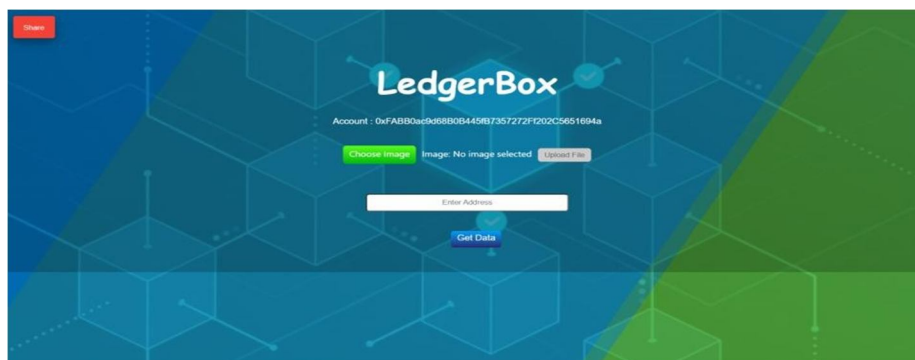 Share
LedgerBox
Account : 0xFABB0ac9d68B0B445fB7357272Ff202C5651694a
Choose Image Image: No image selected Upload File
Enter Address
Get Data